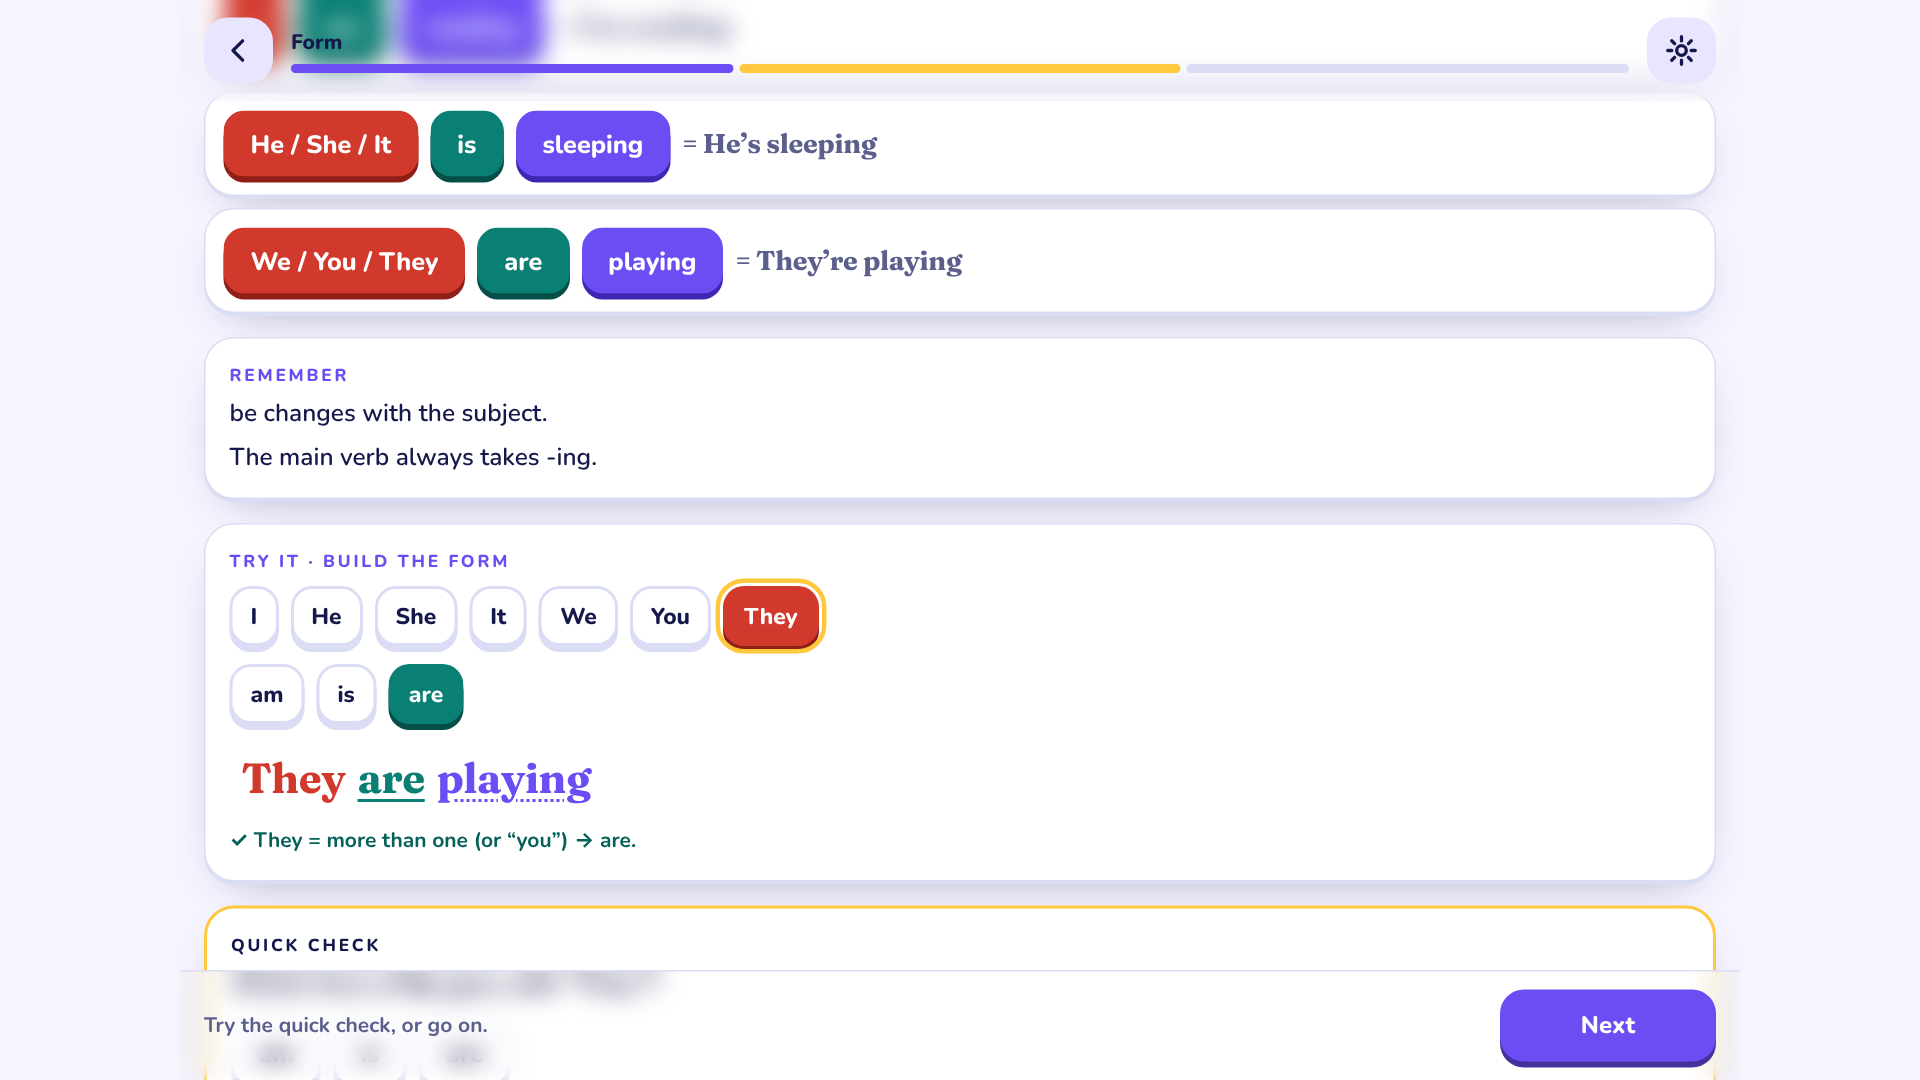 Form
He / She / It is sleeping = He’s sleeping
We / You / They are playing = They’re playing
REMEMBER
be changes with the subject.
The main verb always takes -ing.
TRY IT · BUILD THE FORM
I He She It We You They
am is are
They are playing
✓ They = more than one (or “you”) → are.
QUICK CHECK
Try the quick check, or go on.
Next
am is are